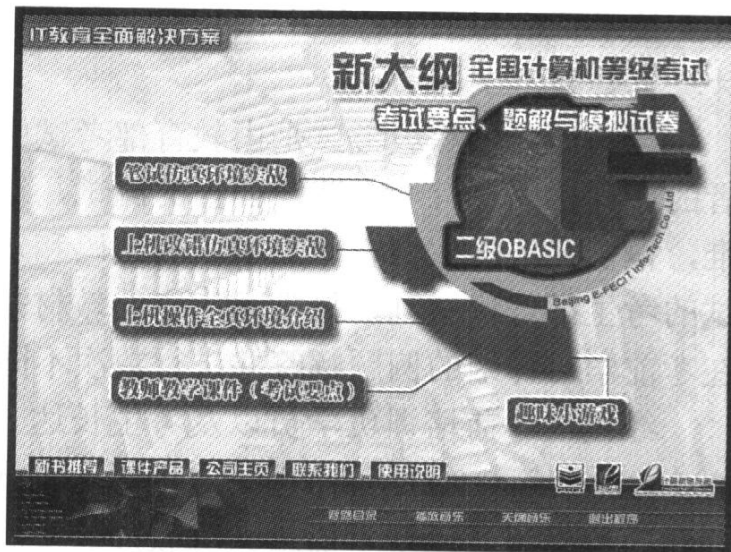 IT教育全面解决方案
新大纲 全国计算机等级考试
考试要点、题解与模拟试卷
笔试仿真环境实战
上机改错仿真环境实战
二级QBASIC
Beijing E-FECIT Info-Tech Co.,Ltd
上机操作全真环境介绍
教师教学课件(考试要点)
趣味小游戏
新书推荐 课件产品 公司主页 联系我们 使用说明
播放音乐 关闭音乐 退出程序